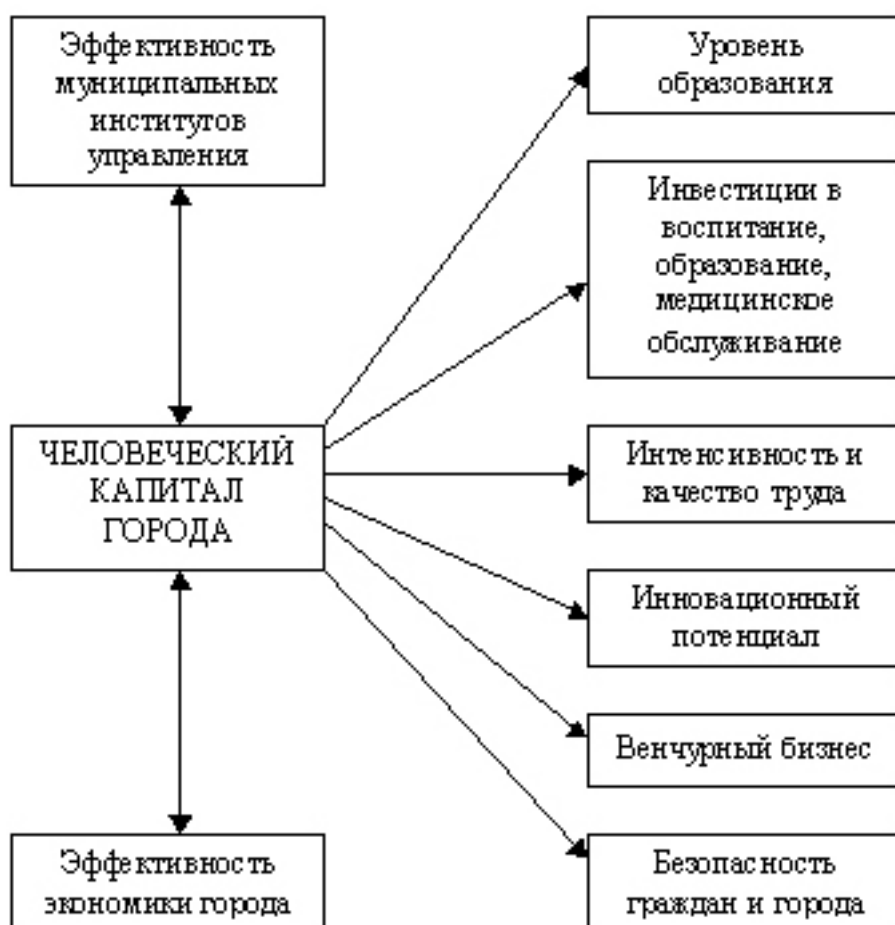 Эффективность
муниципальных
институтов
управления
Уровень
образования
Инвестиции в
воспитание,
образование,
медицинское
обслуживание
ЧЕЛОВЕЧЕСКИЙ
КАПИТАЛ
ГОРОДА
Интенсивность и
качество труда
Инновационный
потенциал
Венчурный бизнес
Эффективность
экономики города
Безопасность
граждан и города